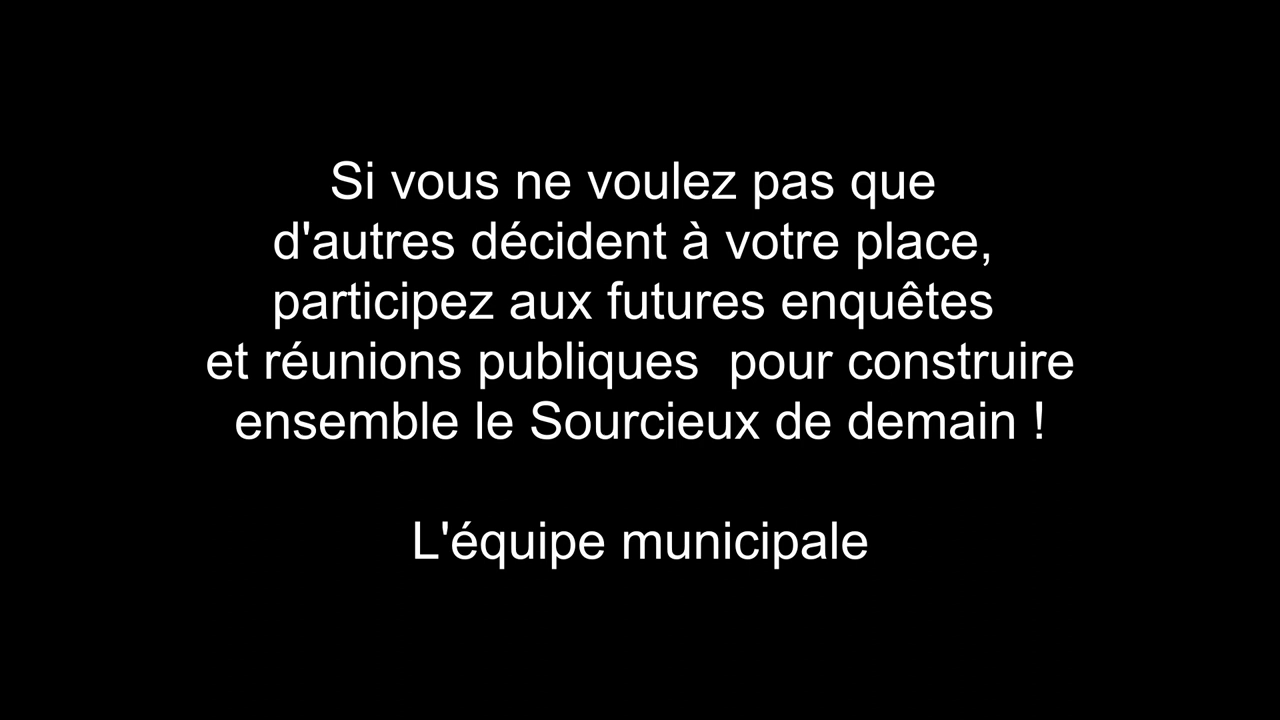 Si vous ne voulez pas que
d'autres décident à votre place,
participez aux futures enquêtes
et réunions publiques  pour construire
ensemble le Sourcieux de demain !
L'équipe municipale